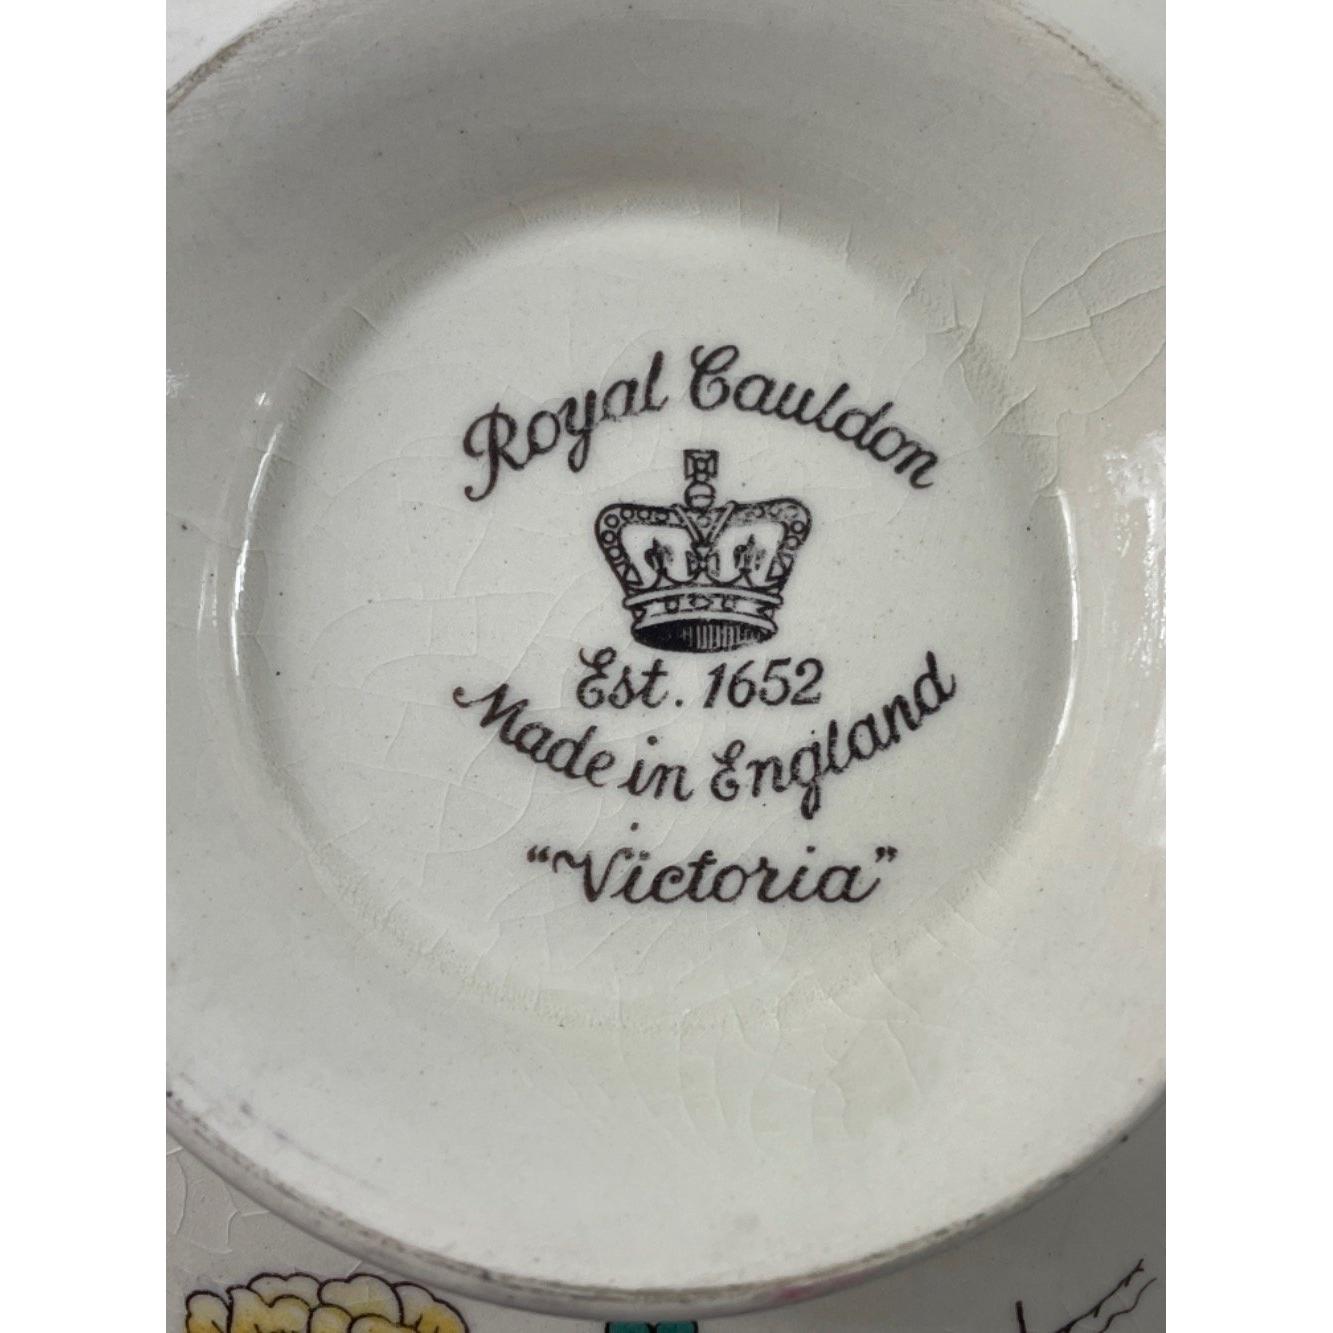 Royal Cauldon
Est. 1652
Made in England
"Victoria"